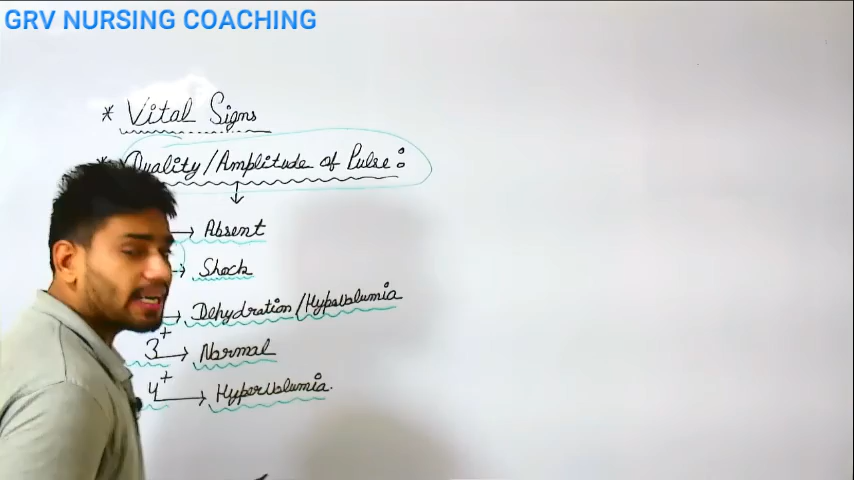 GRV NURSING COACHING
* Vital Signs
* Quality/Amplitude of Pulse:
→ Absent
→ Shock
→ Dehydration/Hypovolumia
3+ → Normal
4+ → Hypervolumia.